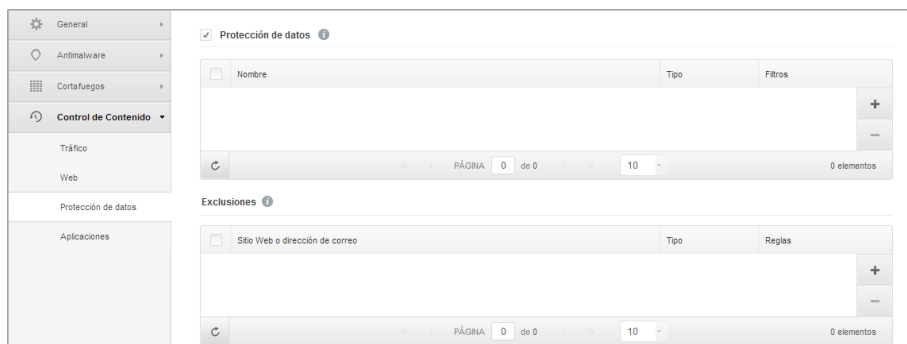 General
Antimalware
Cortafuegos
Control de Contenido
Tráfico
Web
Protección de datos
Aplicaciones
Protección de datos
Nombre Tipo Filtros
PÁGINA 0 de 0 10 0 elementos
Exclusiones
Sitio Web o dirección de correo Tipo Reglas
PÁGINA 0 de 0 10 0 elementos